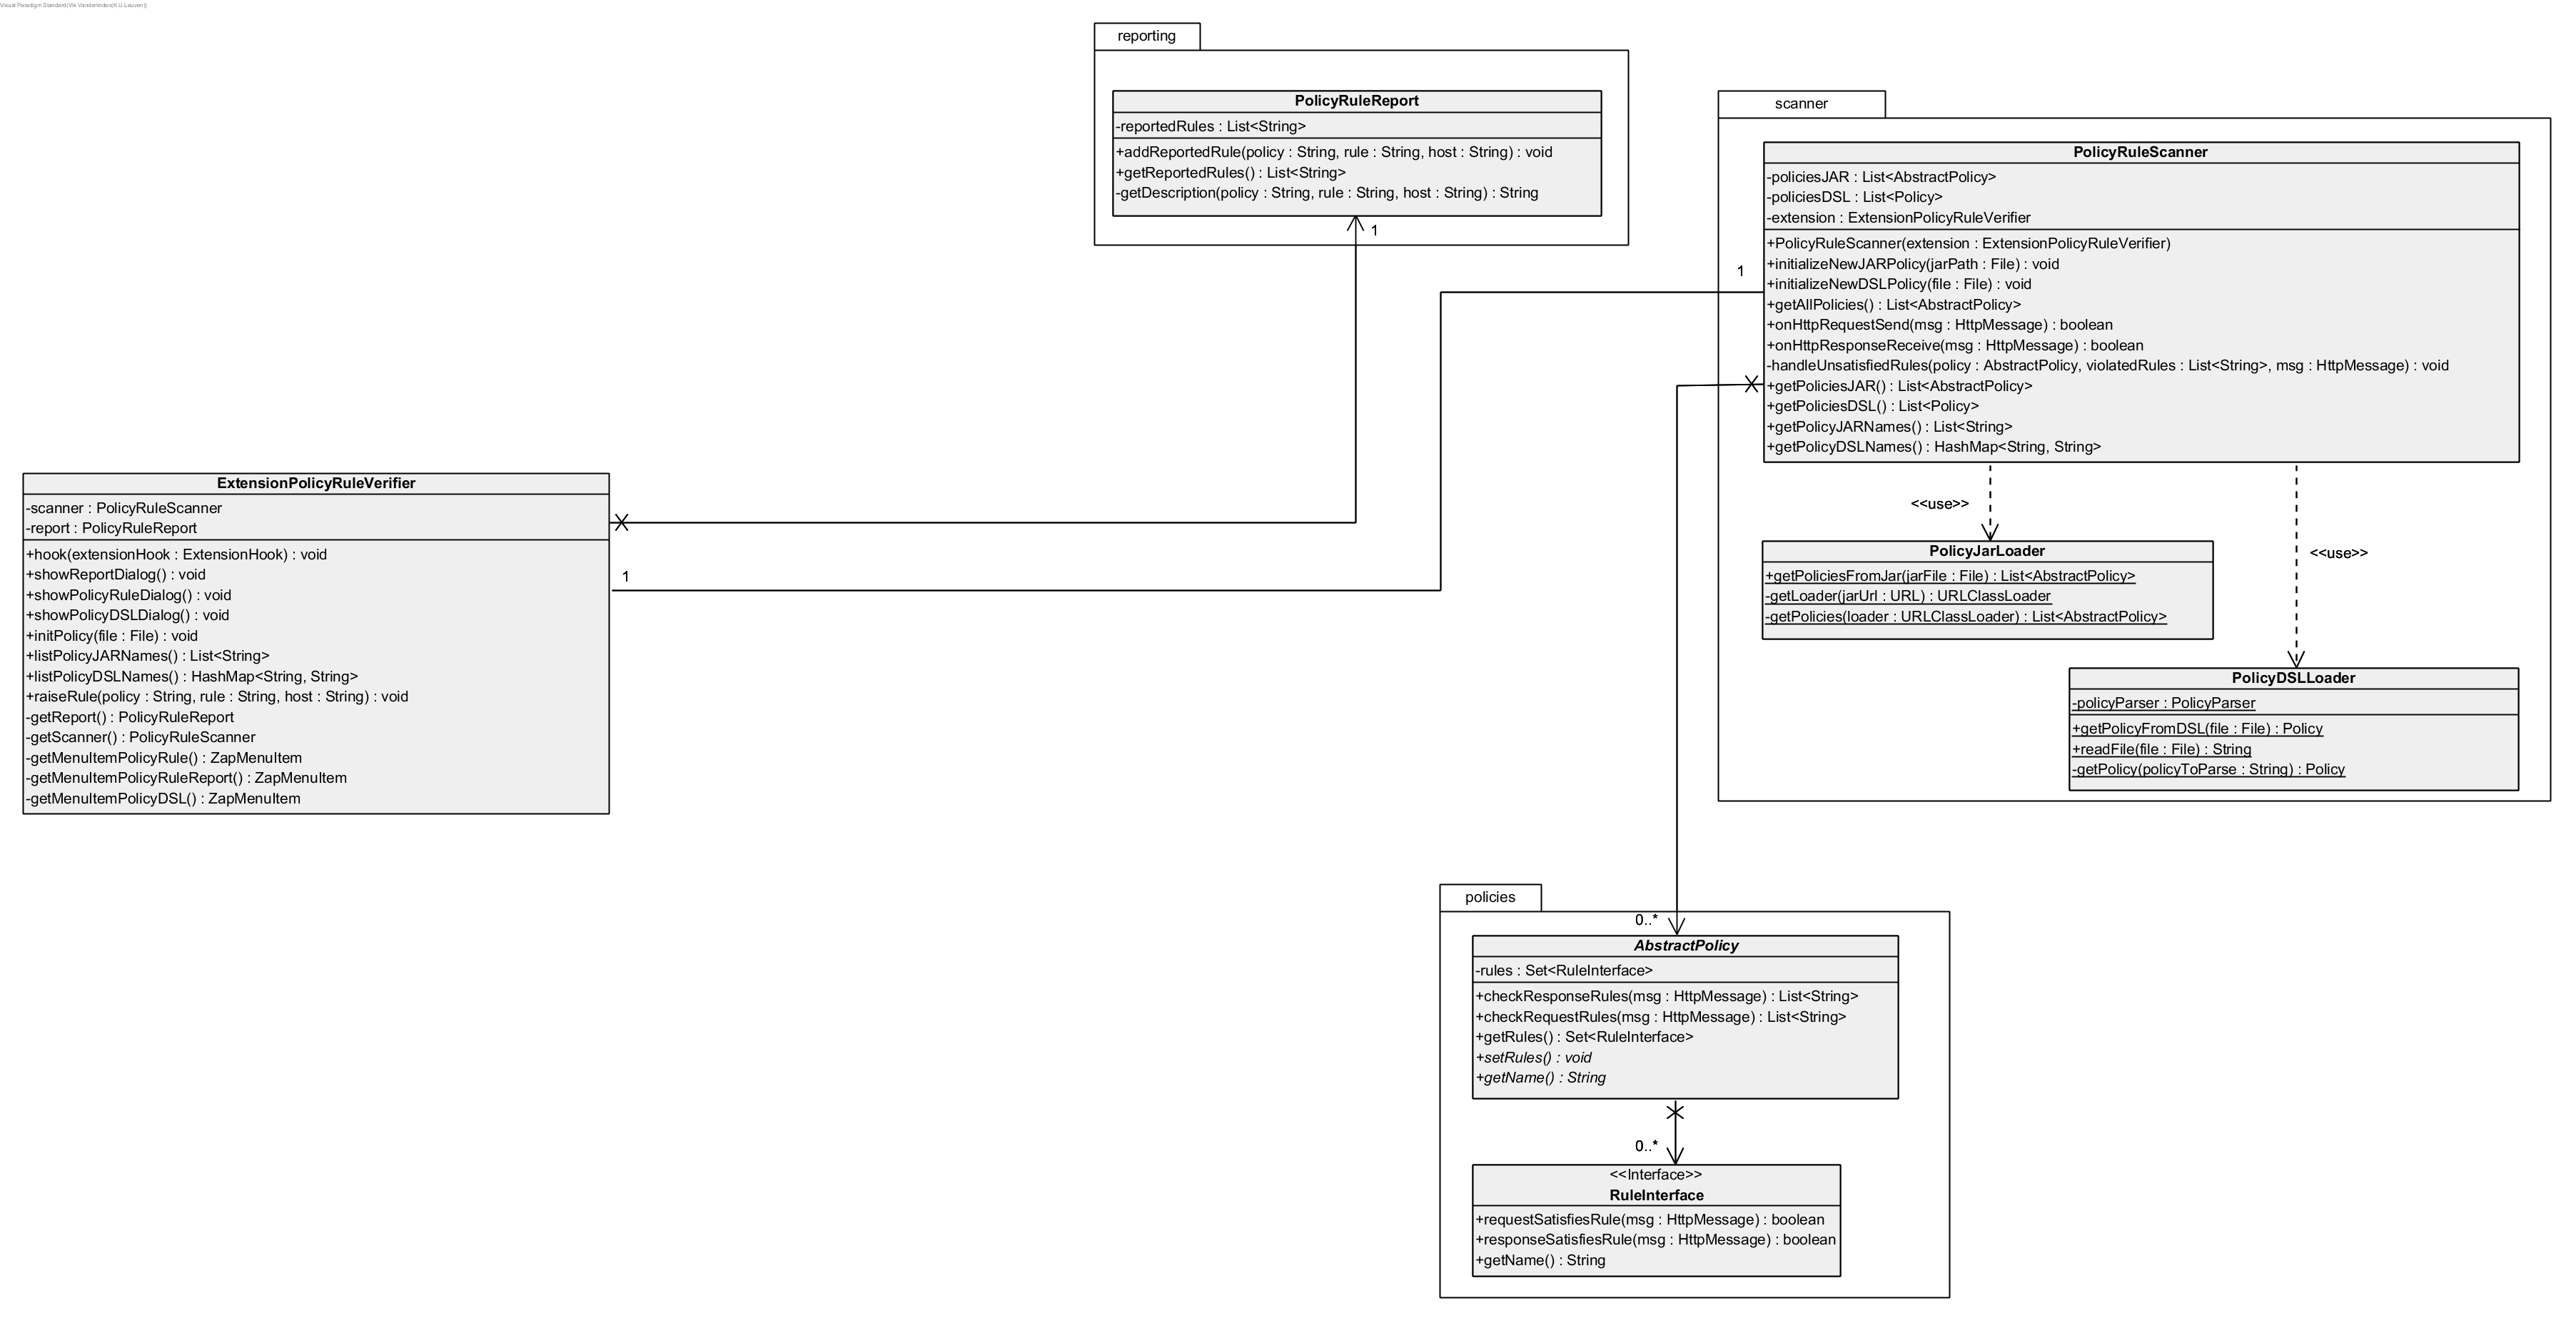 Visual Paradigm Standard(Vik Vanderlinden(K.U.Leuven))
reporting
PolicyRuleReport
-reportedRules : List<String>
+addReportedRule(policy : String, rule : String, host : String) : void
+getReportedRules() : List<String>
-getDescription(policy : String, rule : String, host : String) : String
1
scanner
PolicyRuleScanner
-policiesJAR : List<AbstractPolicy>
-policiesDSL : List<Policy>
-extension : ExtensionPolicyRuleVerifier
+PolicyRuleScanner(extension : ExtensionPolicyRuleVerifier)
+initializeNewJARPolicy(jarPath : File) : void
+initializeNewDSLPolicy(file : File) : void
+getAllPolicies() : List<AbstractPolicy>
+onHttpRequestSend(msg : HttpMessage) : boolean
+onHttpResponseReceive(msg : HttpMessage) : boolean
-handleUnsatisfiedRules(policy : AbstractPolicy, violatedRules : List<String>, msg : HttpMessage) : void
+getPoliciesJAR() : List<AbstractPolicy>
+getPoliciesDSL() : List<Policy>
+getPolicyJARNames() : List<String>
+getPolicyDSLNames() : HashMap<String, String>
1
<<use>>
<<use>>
PolicyJarLoader
+getPoliciesFromJar(jarFile : File) : List<AbstractPolicy>
-getLoader(jarUrl : URL) : URLClassLoader
-getPolicies(loader : URLClassLoader) : List<AbstractPolicy>
PolicyDSLLoader
-policyParser : PolicyParser
+getPolicyFromDSL(file : File) : Policy
+readFile(file : File) : String
-getPolicy(policyToParse : String) : Policy
ExtensionPolicyRuleVerifier
-scanner : PolicyRuleScanner
-report : PolicyRuleReport
+hook(extensionHook : ExtensionHook) : void
+showReportDialog() : void
+showPolicyRuleDialog() : void
+showPolicyDSLDialog() : void
+initPolicy(file : File) : void
+listPolicyJARNames() : List<String>
+listPolicyDSLNames() : HashMap<String, String>
+raiseRule(policy : String, rule : String, host : String) : void
-getReport() : PolicyRuleReport
-getScanner() : PolicyRuleScanner
-getMenuItemPolicyRule() : ZapMenuItem
-getMenuItemPolicyRuleReport() : ZapMenuItem
-getMenuItemPolicyDSL() : ZapMenuItem
1
policies
0..*
AbstractPolicy
-rules : Set<RuleInterface>
+checkResponseRules(msg : HttpMessage) : List<String>
+checkRequestRules(msg : HttpMessage) : List<String>
+getRules() : Set<RuleInterface>
+setRules() : void
+getName() : String
0..*
<<Interface>>
RuleInterface
+requestSatisfiesRule(msg : HttpMessage) : boolean
+responseSatisfiesRule(msg : HttpMessage) : boolean
+getName() : String